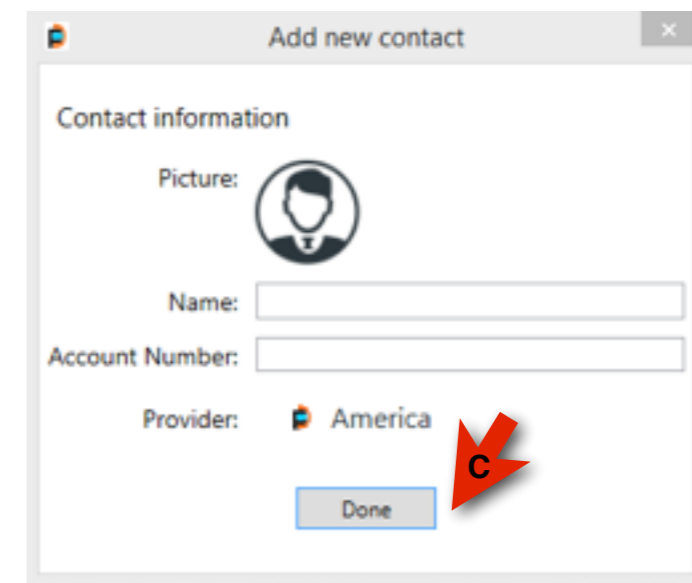 Add new contact
Contact information
Picture:
Name:
Account Number:
Provider: America
C
Done